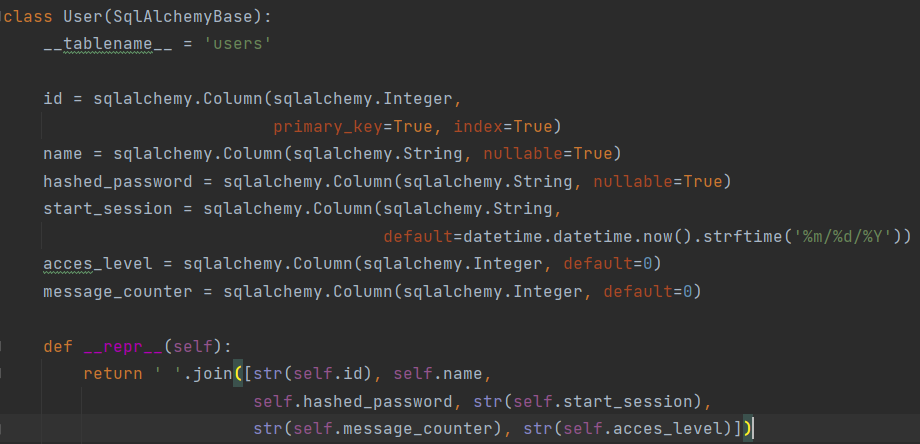 class User(SqlAlchemyBase):
    __tablename__ = 'users'

    id = sqlalchemy.Column(sqlalchemy.Integer,
                           primary_key=True, index=True)
    name = sqlalchemy.Column(sqlalchemy.String, nullable=True)
    hashed_password = sqlalchemy.Column(sqlalchemy.String, nullable=True)
    start_session = sqlalchemy.Column(sqlalchemy.String,
                                      default=datetime.datetime.now().strftime('%m/%d/%Y'))
    acces_level = sqlalchemy.Column(sqlalchemy.Integer, default=0)
    message_counter = sqlalchemy.Column(sqlalchemy.Integer, default=0)

    def __repr__(self):
        return ' '.join([str(self.id), self.name,
                         self.hashed_password, str(self.start_session),
                         str(self.message_counter), str(self.acces_level)])